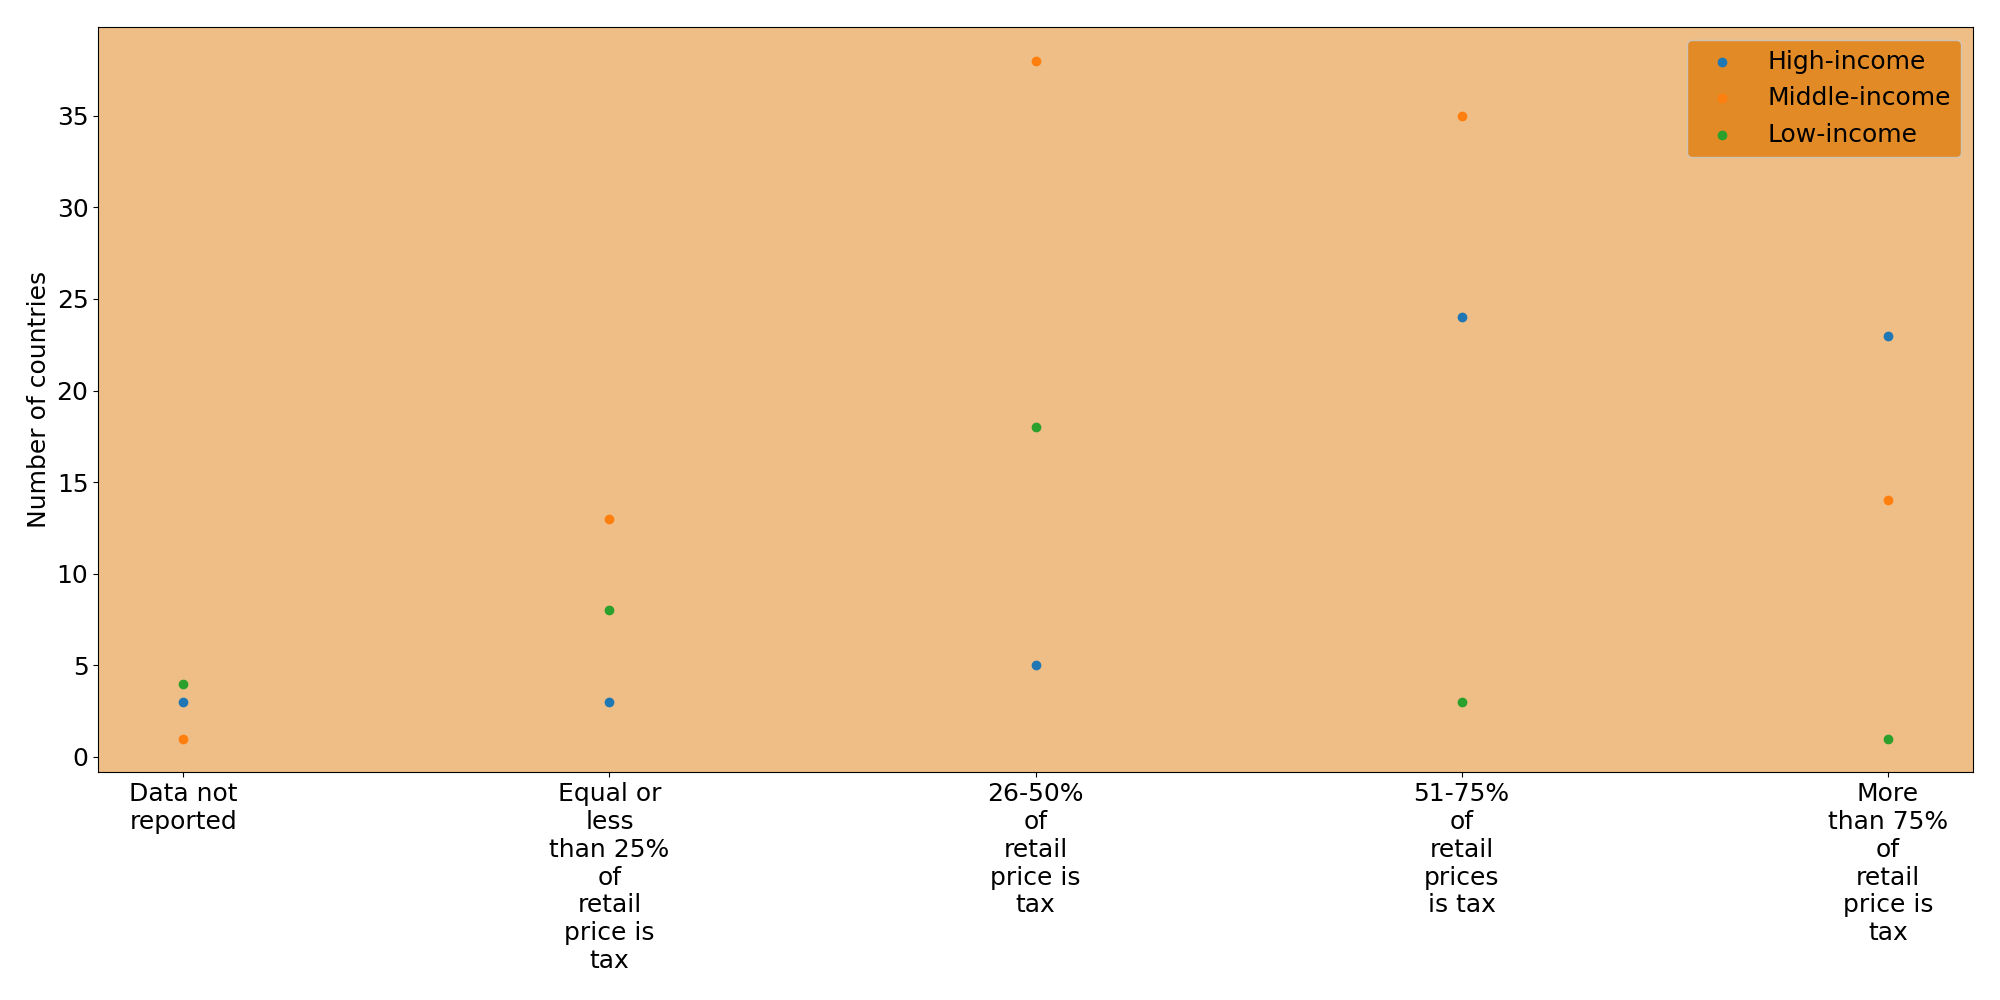 High-income
Middle-income
Low-income
Number of countries
35
30
25
20
15
10
5
0
Data not
reported
Equal or
less
than 25%
of
retail
price is
tax
26-50%
of
retail
price is
tax
51-75%
of
retail
prices
is tax
More
than 75%
of
retail
price is
tax